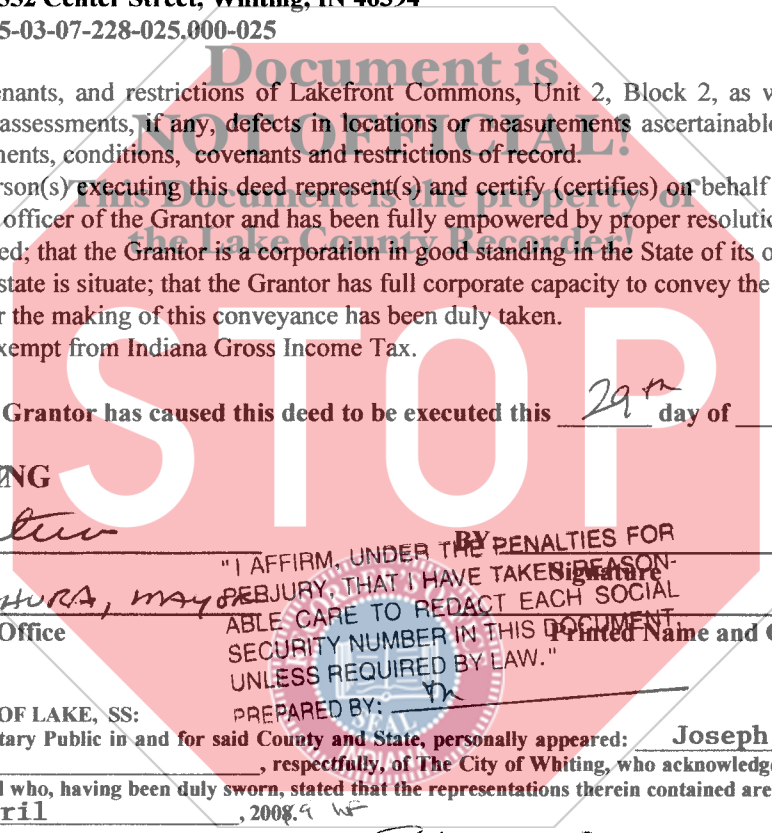 Center Street, Whiting, IN 46394
5-03-07-228-025.000-025
Document is
enants, and restrictions of Lakefront Commons, Unit 2, Block 2, as v
assessments, if any, defects in locations or measurements ascertainabl
NOT OFFICIAL!
nents, conditions, covenants and restrictions of record.
rson(s) executing this deed represent(s) and certify (certifies) on behalf
This Document is the property of
officer of the Grantor and has been fully empowered by proper resoluti
the Lake County Recorder!
ed; that the Grantor is a corporation in good standing in the State of its o
state is situate; that the Grantor has full corporate capacity to convey the
r the making of this conveyance has been duly taken.
xempt from Indiana Gross Income Tax.
STOP
Grantor has caused this deed to be executed this 29th day of
NG
BY
"I AFFIRM, UNDER THE PENALTIES FOR
PERJURY, THAT I HAVE TAKEN REASON-
Signature
HURA, MAYOR
ABLE CARE TO REDACT EACH SOCIAL
Office
SECURITY NUMBER IN THIS DOCUMENT,
Printed Name and
UNLESS REQUIRED BY LAW."
PREPARED BY:
SEAL
INDIANA
OF LAKE, SS:
tary Public in and for said County and State, personally appeared: Joseph
, respectfully, of The City of Whiting, who acknowledg
d who, having been duly sworn, stated that the representations therein contained are
ril , 2008.9